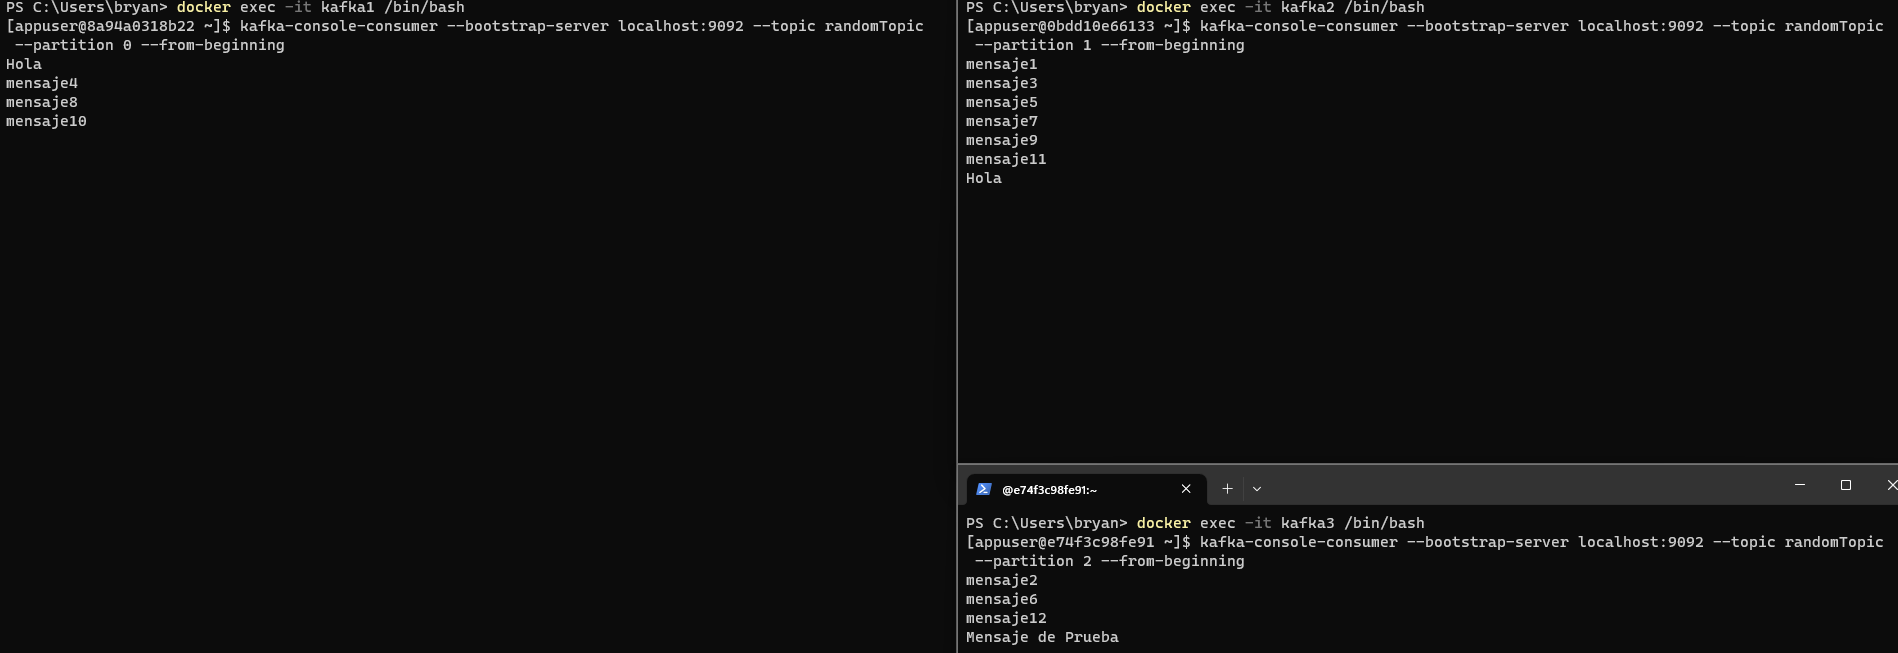 PS C:\Users\bryan> docker exec -it kafka1 /bin/bash
[appuser@8a94a0318b22 ~]$ kafka-console-consumer --bootstrap-server localhost:9092 --topic randomTopic
--partition 0 --from-beginning
Hola
mensaje4
mensaje8
mensaje10
PS C:\Users\bryan> docker exec -it kafka2 /bin/bash
[appuser@0bdd10e66133 ~]$ kafka-console-consumer --bootstrap-server localhost:9092 --topic randomTopic
--partition 1 --from-beginning
mensaje1
mensaje3
mensaje5
mensaje7
mensaje9
mensaje11
Hola
@e74f3c98fe91:~
PS C:\Users\bryan> docker exec -it kafka3 /bin/bash
[appuser@e74f3c98fe91 ~]$ kafka-console-consumer --bootstrap-server localhost:9092 --topic randomTopic
--partition 2 --from-beginning
mensaje2
mensaje6
mensaje12
Mensaje de Prueba